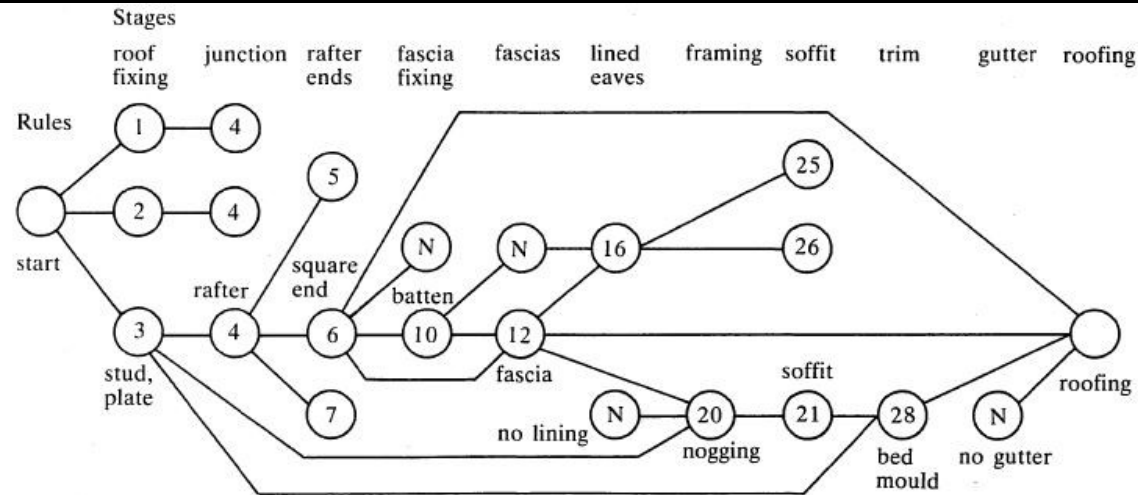 Stages
roof junction rafter fascia fascias lined framing soffit trim gutter roofing
fixing ends fixing eaves
Rules
1 4
25
5
2 4
N N 16 26
start
square
end
rafter batten
3 4 6 10 12
fascia
roofing
stud,
plate
soffit
7 N 20 21 28 N
no lining
nogging
bed
mould
no gutter